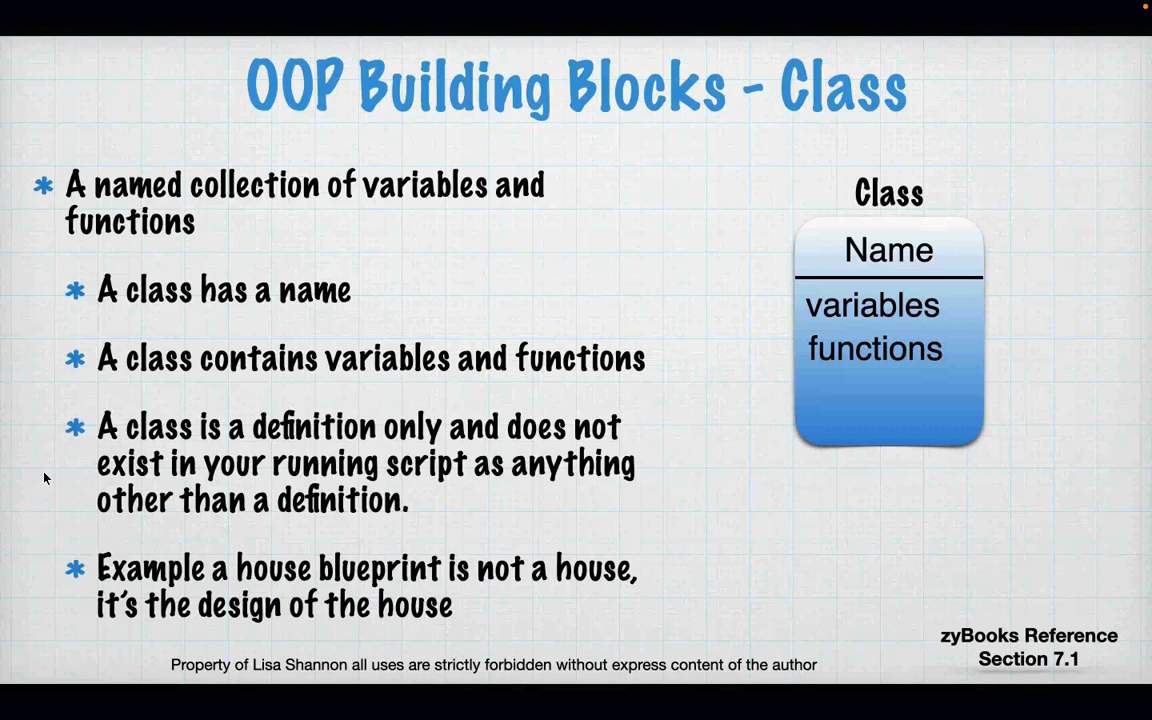 OOP Building Blocks - Class
* A named collection of variables and
functions
* A class has a name
* A class contains variables and functions
* A class is a definition only and does not
exist in your running script as anything
other than a definition.
* Example a house blueprint is not a house,
it's the design of the house
Class
Name
variables
functions
zyBooks Reference
Section 7.1
Property of Lisa Shannon all uses are strictly forbidden without express content of the author